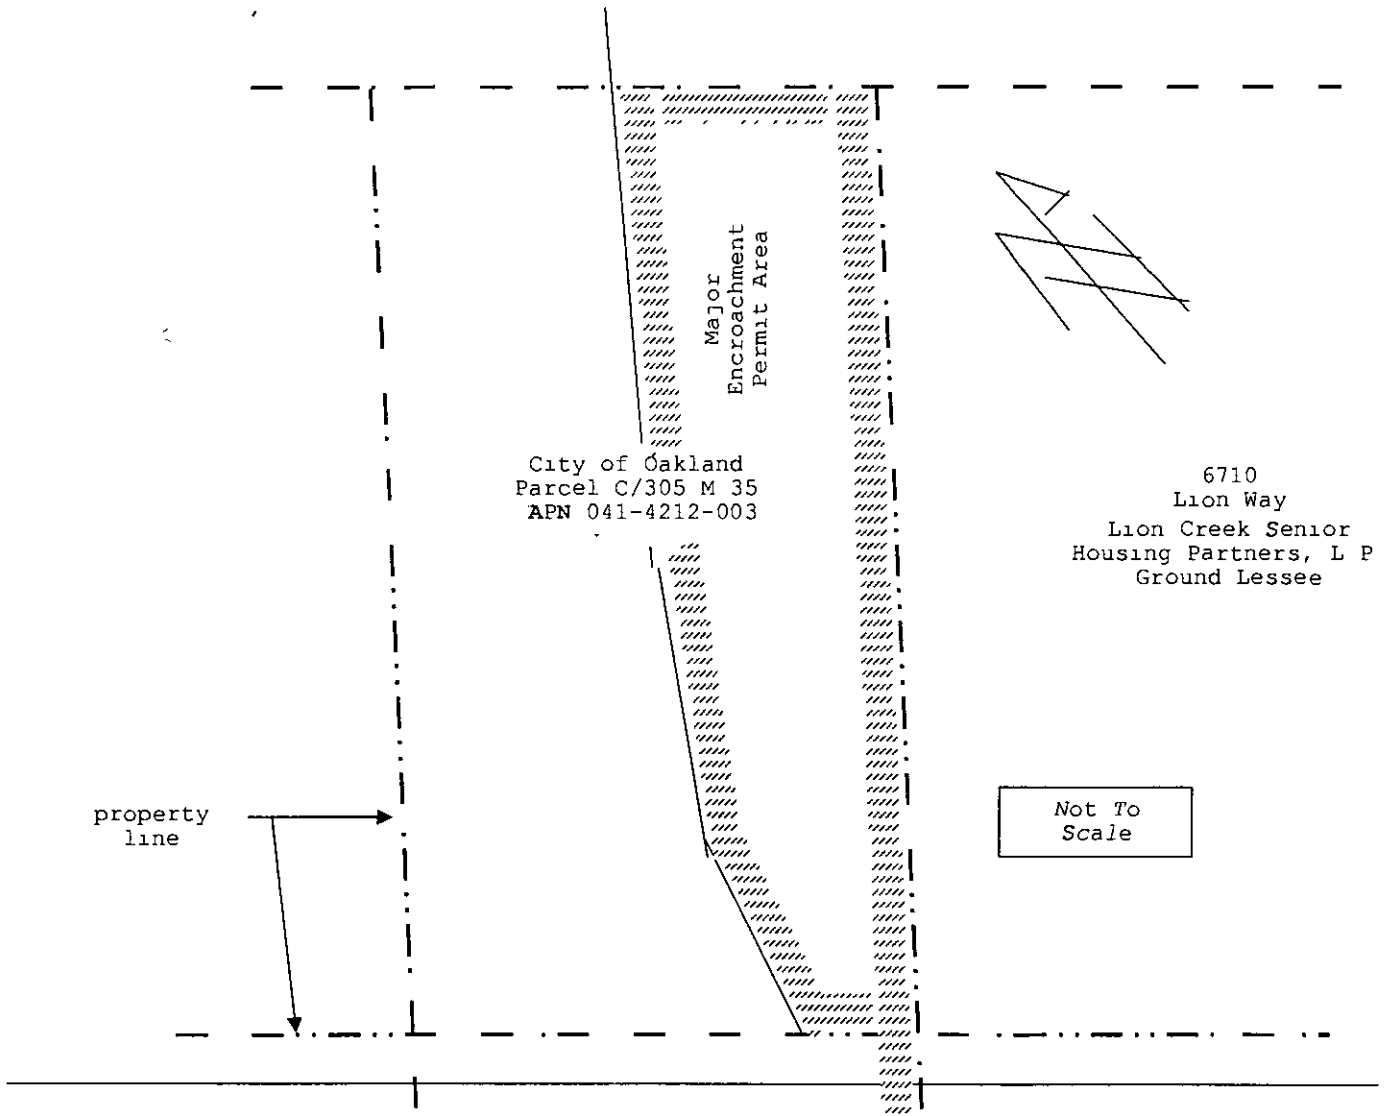 Major
Encroachment
Permit Area
City of Oakland
Parcel C/305 M 35
APN 041-4212-003
6710
Lion Way
Lion Creek Senior
Housing Partners, L P
Ground Lessee
property
line
Not To
Scale